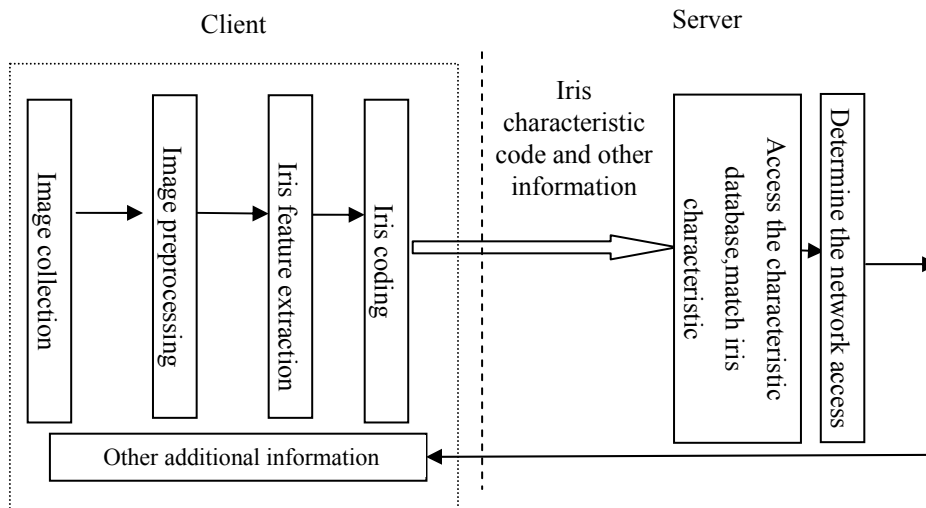 Client
Server
Image collection
Image preprocessing
Iris feature extraction
Iris coding
Iris
characteristic
code and other
information
Access the characteristic
database,match iris
characteristic
Determine the network access
Other additional information